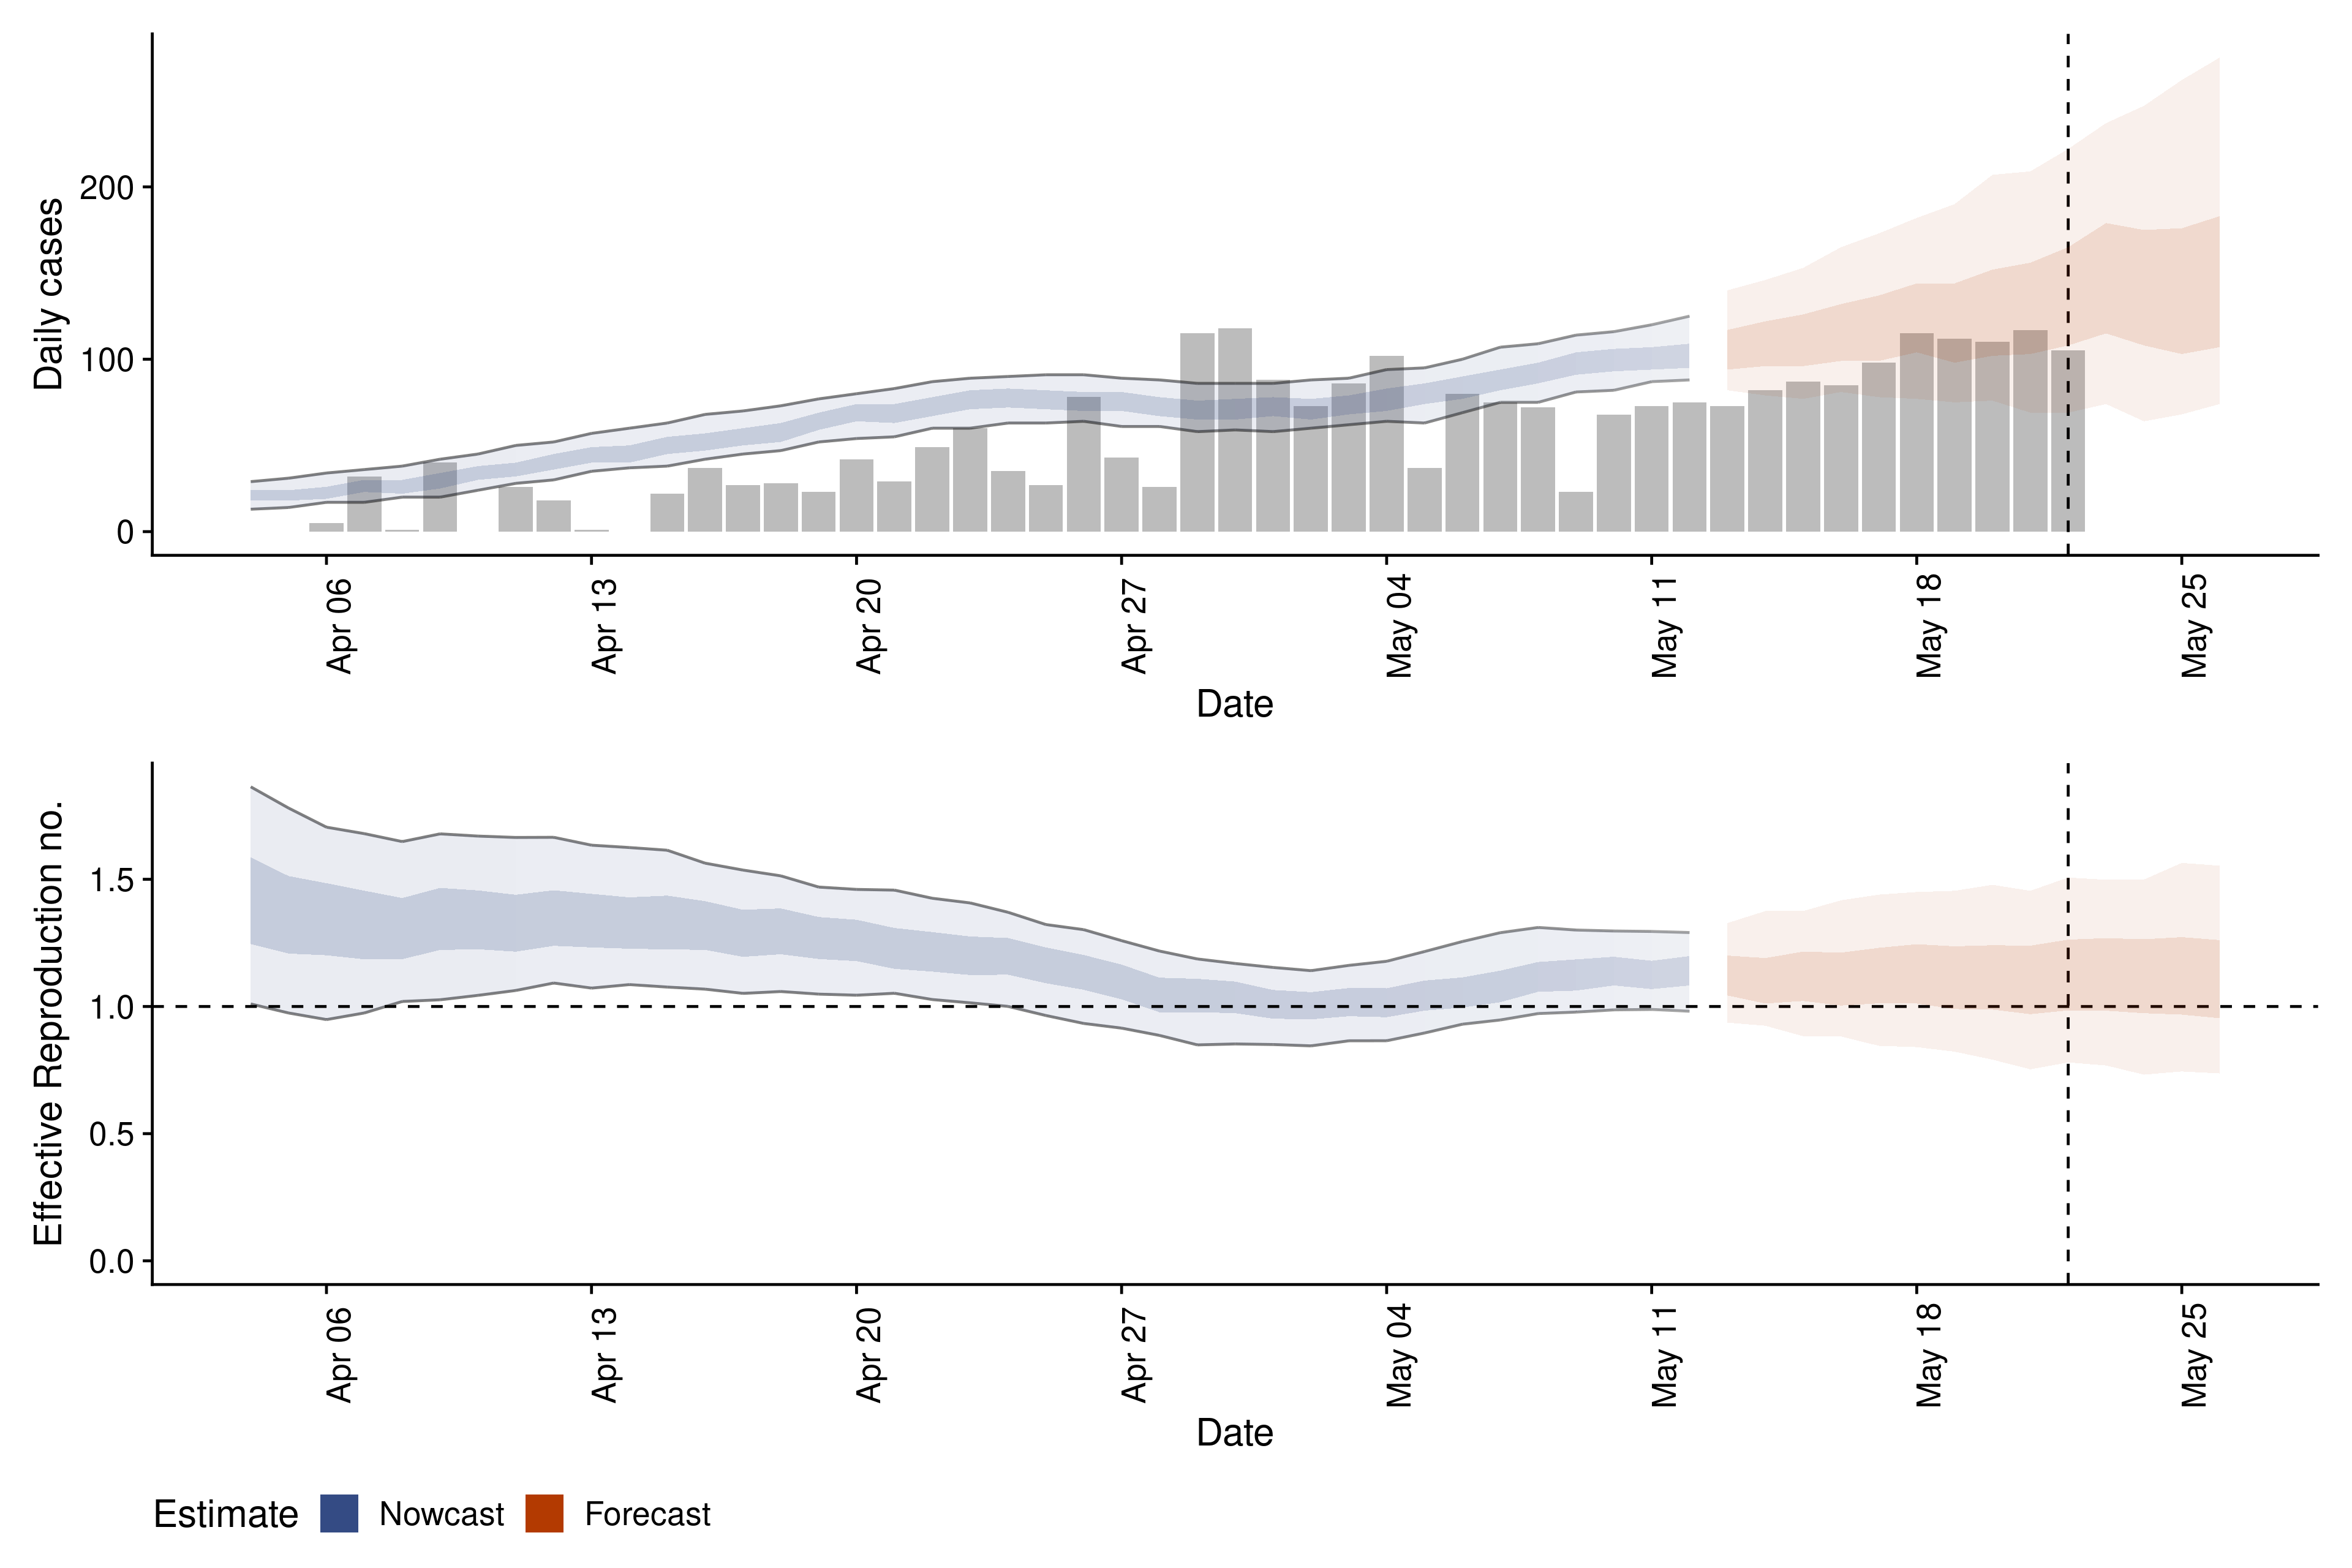 Daily cases
200
100
0
Apr 06
Apr 13
Apr 20
Apr 27
May 04
May 11
May 18
May 25
Date
Effective Reproduction no.
1.5
1.0
0.5
0.0
Apr 06
Apr 13
Apr 20
Apr 27
May 04
May 11
May 18
May 25
Date
Estimate Nowcast Forecast